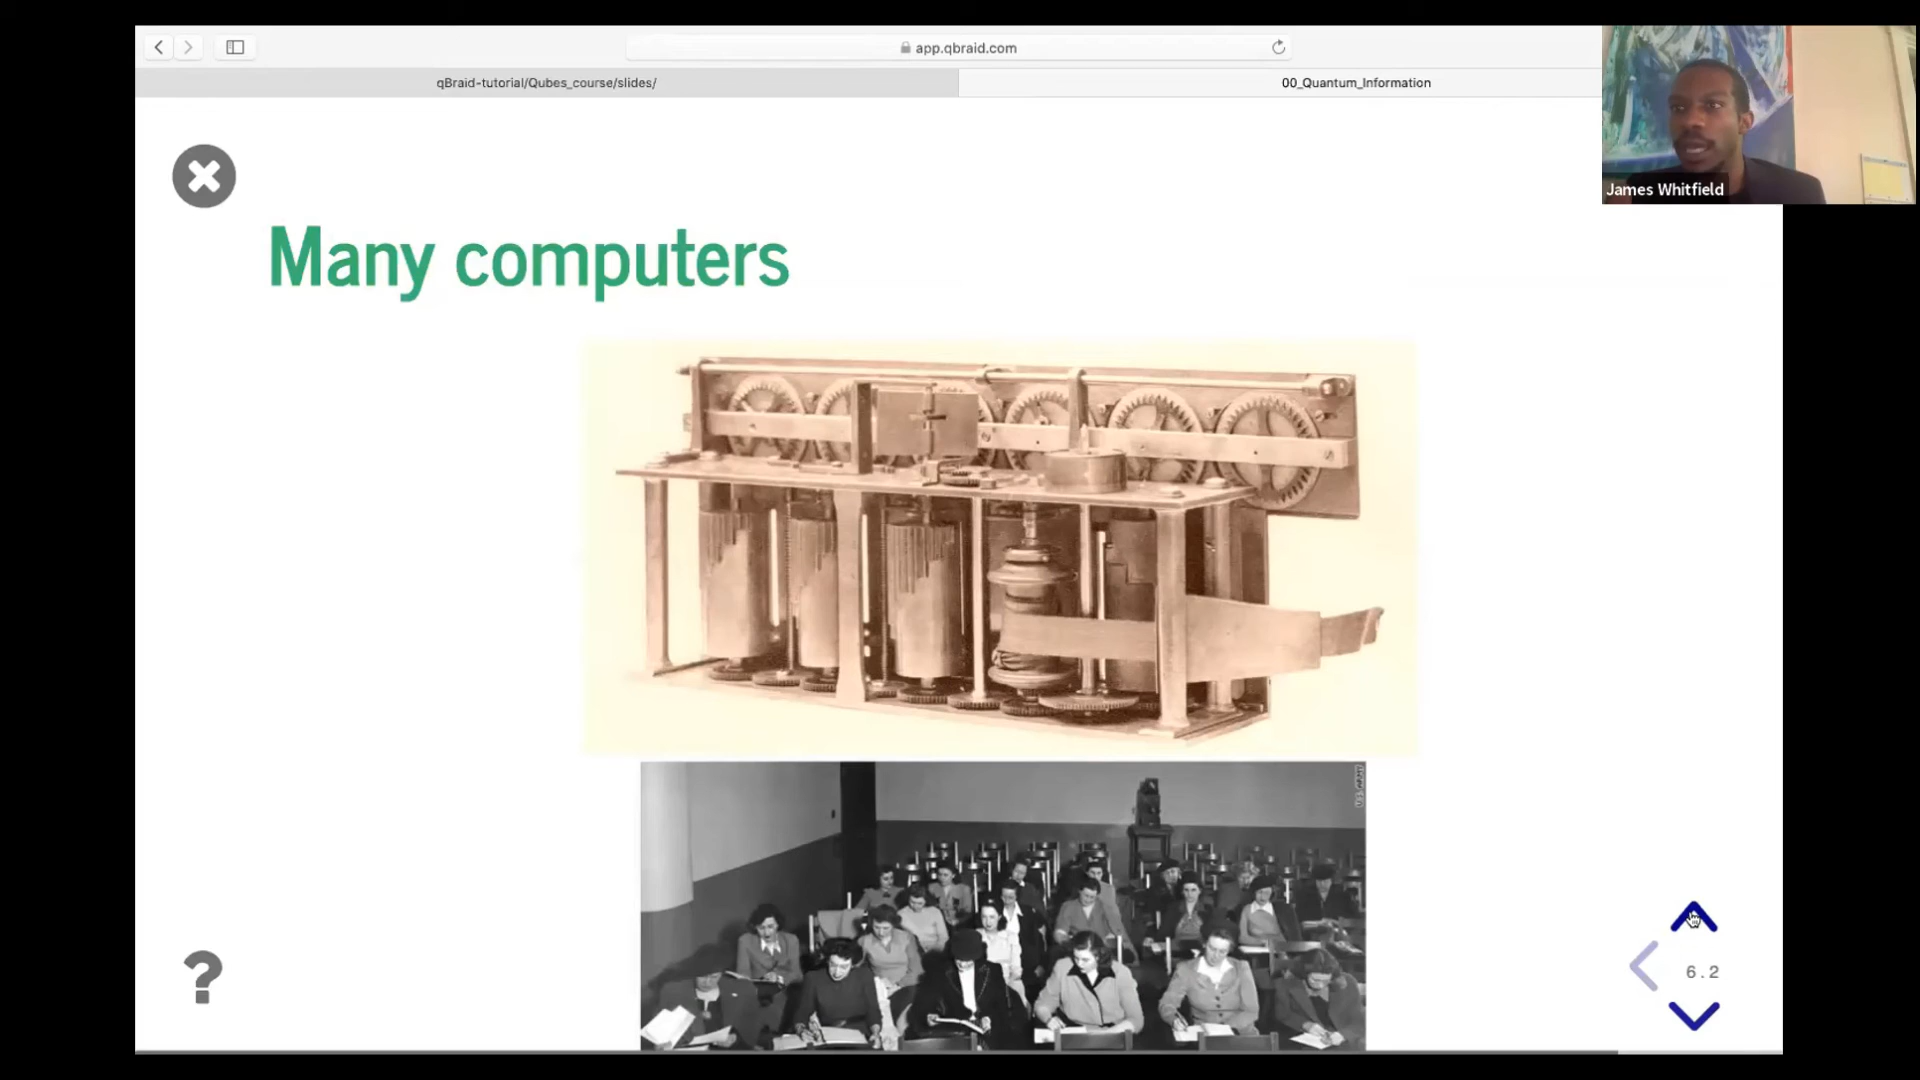 app.qbraid.com
qBraid-tutorial/Qubes_course/slides/
00_Quantum_Information
James Whitfield
Many computers
?
6.2